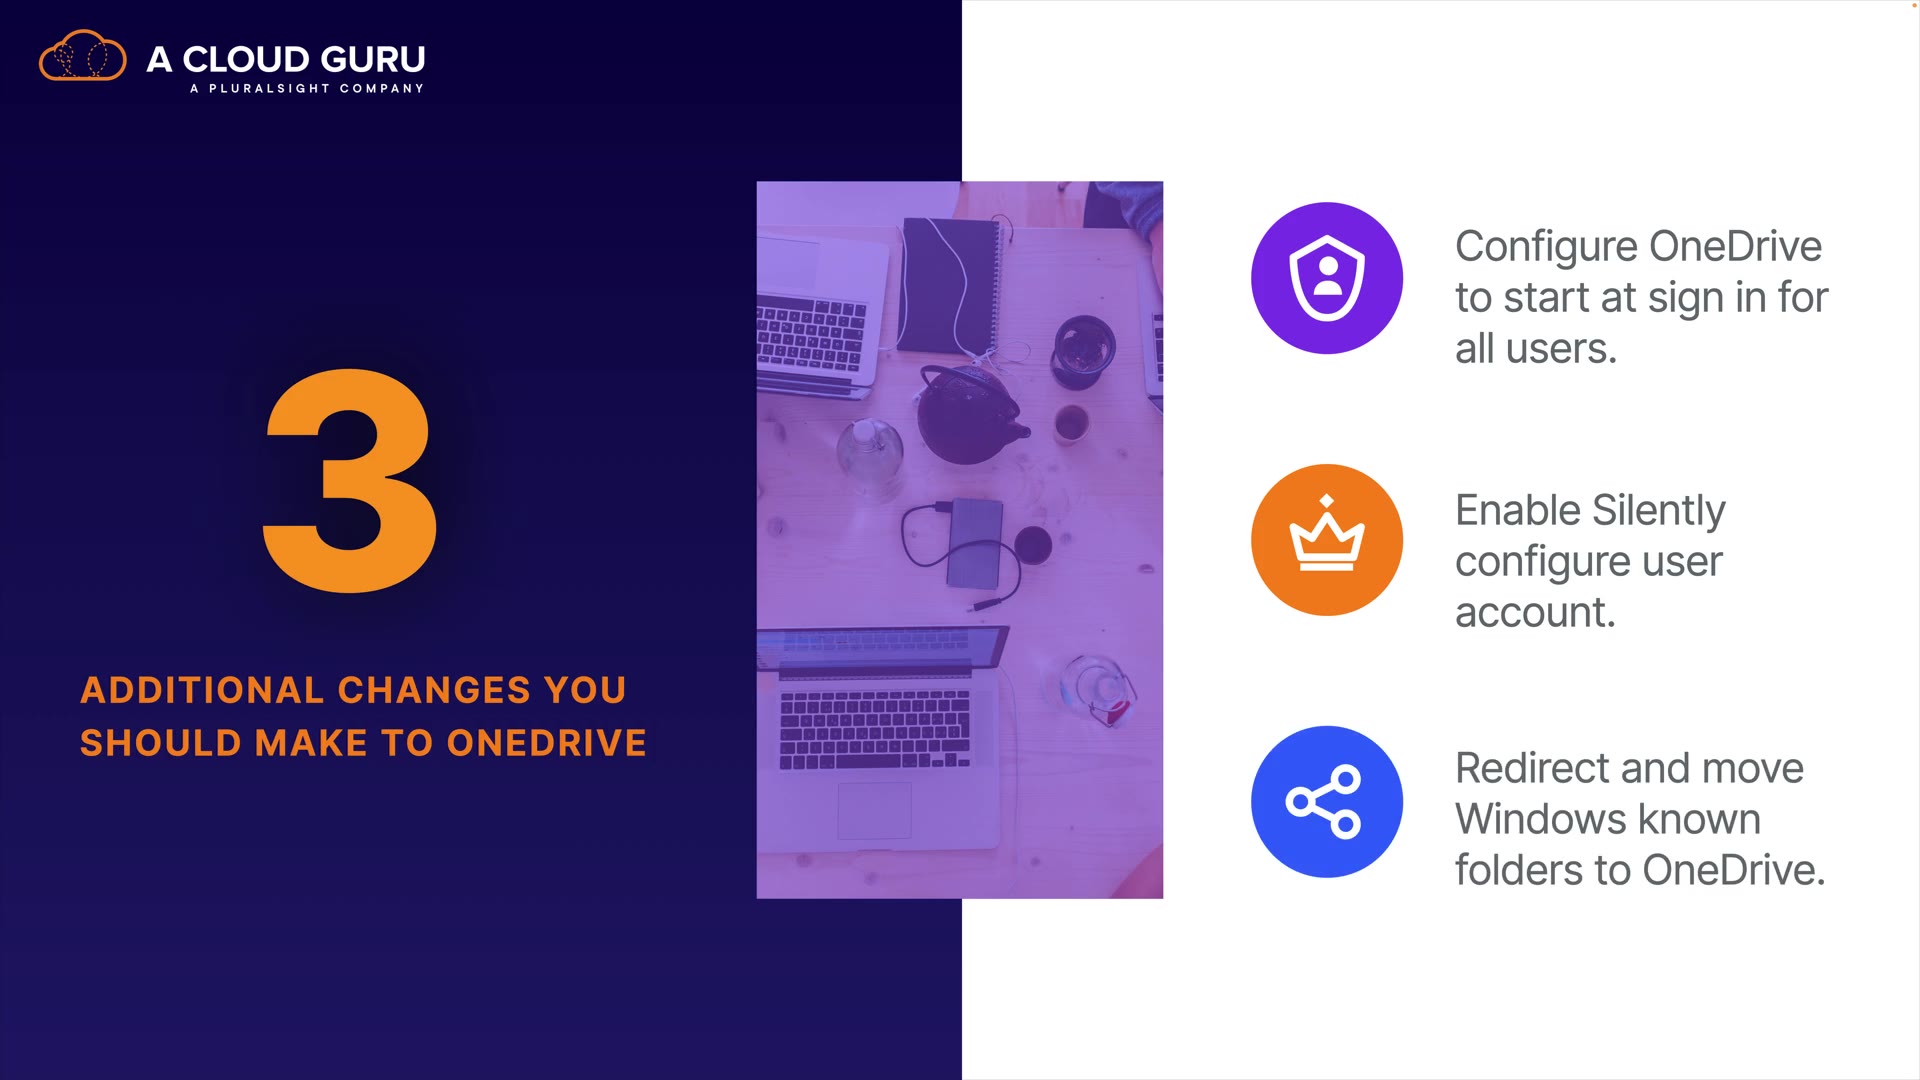 A CLOUD GURU
A PLURALSIGHT COMPANY
3
ADDITIONAL CHANGES YOU
SHOULD MAKE TO ONEDRIVE
Configure OneDrive
to start at sign in for
all users.
Enable Silently
configure user
account.
Redirect and move
Windows known
folders to OneDrive.